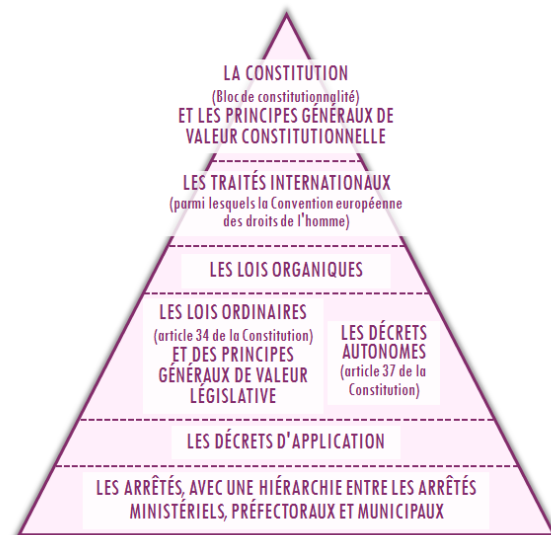 LA CONSTITUTION
(Bloc de constitutionnalité)
ET LES PRINCIPES GÉNÉRAUX DE
VALEUR CONSTITUTIONNELLE
LES TRAITÉS INTERNATIONAUX
(parmi lesquels la Convention européenne
des droits de l'homme)
LES LOIS ORGANIQUES
LES LOIS ORDINAIRES
(article 34 de la Constitution)
ET DES PRINCIPES
GÉNÉRAUX DE VALEUR
LÉGISLATIVE
LES DÉCRETS
AUTONOMES
(article 37 de la
Constitution)
LES DÉCRETS D'APPLICATION
LES ARRÊTÉS, AVEC UNE HIÉRARCHIE ENTRE LES ARRÊTÉS
MINISTÉRIELS, PRÉFECTORAUX ET MUNICIPAUX